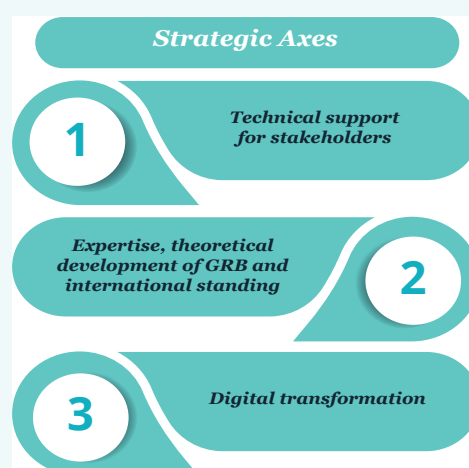 Strategic Axes
1
Technical support
for stakeholders
Expertise, theoretical
development of GRB and
international standing
2
3
Digital transformation